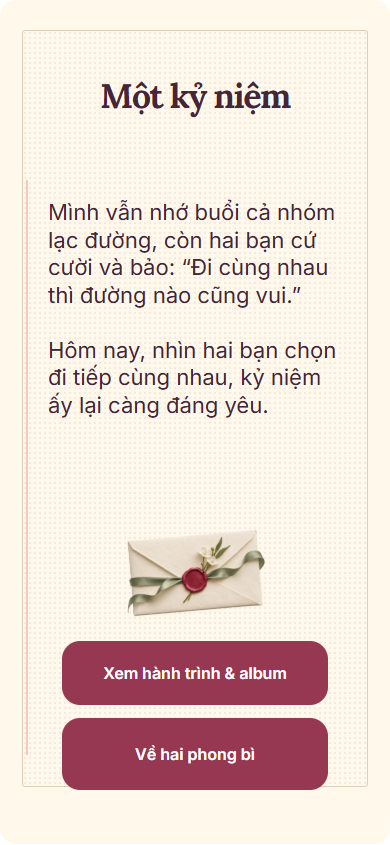 Một kỷ niệm
Mình vẫn nhớ buổi cả nhóm
lạc đường, còn hai bạn cứ
cười và bảo: “Đi cùng nhau
thì đường nào cũng vui.”
Hôm nay, nhìn hai bạn chọn
đi tiếp cùng nhau, kỷ niệm
ấy lại càng đáng yêu.
Xem hành trình & album
Về hai phong bì